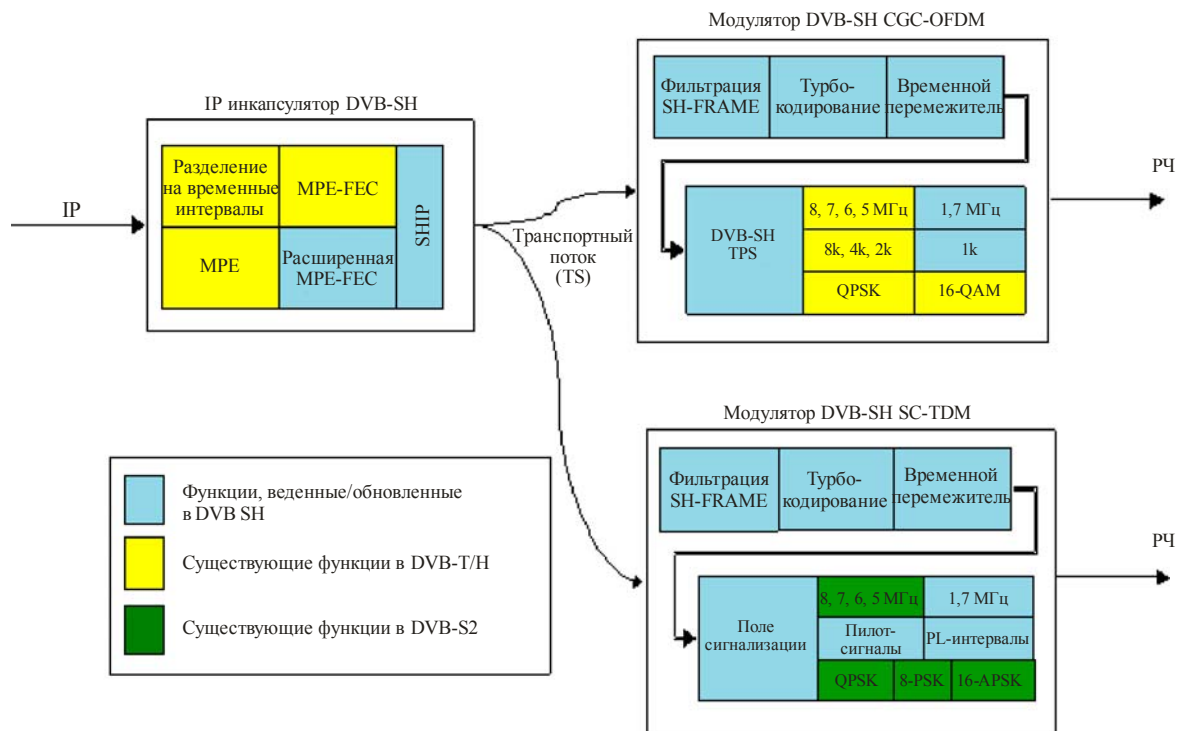 Модулятор DVB-SH CGC-OFDM
Фильтрация
SH-FRAME
Турбо-
кодирование
Временной
перемежитель
IP инкапсулятор DVB-SH
Разделение
на временные
интервалы
MPE-FEC
SHIP
MPE
Расширенная
MPE-FEC
IP
Транспортный
поток
(TS)
DVB-SH
TPS
8, 7, 6, 5 МГц
1,7 МГц
8k, 4k, 2k
1k
QPSK
16-QAM
РЧ
Модулятор DVB-SH SC-TDM
Фильтрация
SH-FRAME
Турбо-
кодирование
Временной
перемежитель
Поле
сигнализации
8, 7, 6, 5 МГц
1,7 МГц
Пилот-
сигналы
PL-интервалы
QPSK
8-PSK
16-APSK
РЧ
Функции, веденные/обновленные
в DVB SH
Существующие функции в DVB-T/H
Существующие функции в DVB-S2